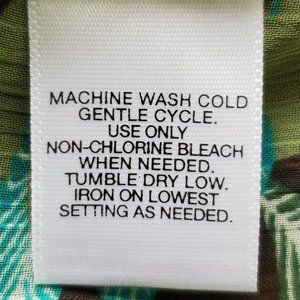 MACHINE WASH COLD
GENTLE CYCLE.
USE ONLY
NON-CHLORINE BLEACH
WHEN NEEDED.
TUMBLE DRY LOW.
IRON ON LOWEST
SETTING AS NEEDED.